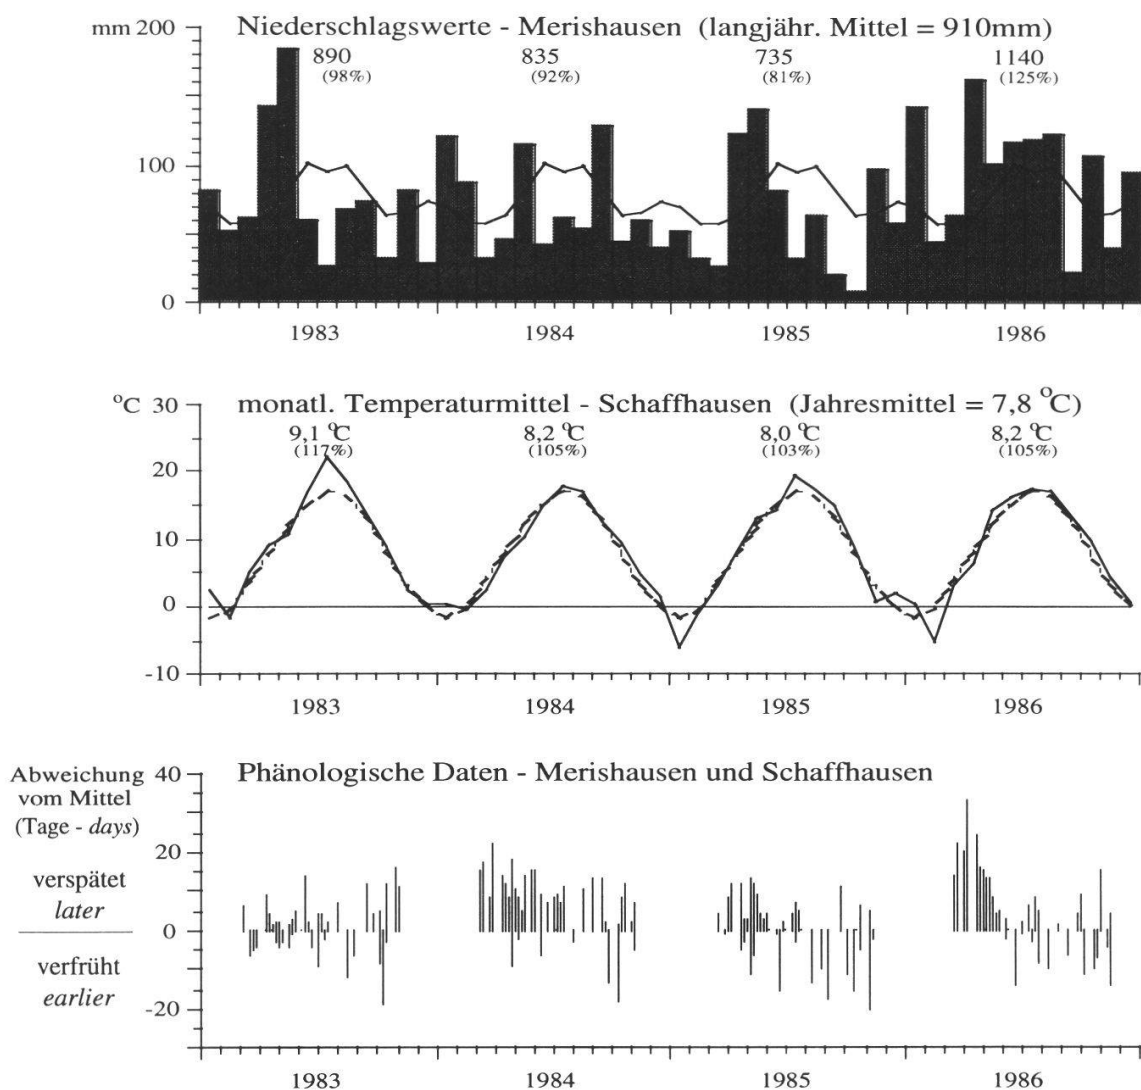 mm 200 Niederschlagswerte - Merishausen (langjähr. Mittel = 910mm)
890 835 735 1140
(98%) (92%) (81%) (125%)
100
0
1983 1984 1985 1986
°C 30 monatl. Temperaturmittel - Schaffhausen (Jahresmittel = 7,8 °C)
9,1 °C 8,2 °C 8,0 °C 8,2 °C
(117%) (105%) (103%) (105%)
20
10
0
-10
1983 1984 1985 1986
Abweichung 40 Phänologische Daten - Merishausen und Schaffhausen
vom Mittel
(Tage - days)
20
verspätet
later
0
verfrüht
earlier
-20
1983 1984 1985 1986